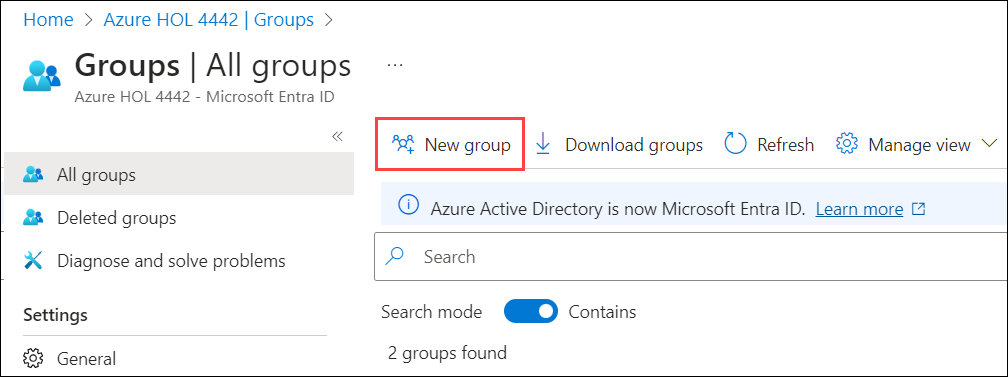 Home > Azure HOL 4442 | Groups >
Groups | All groups ...
Azure HOL 4442 - Microsoft Entra ID
«
New group Download groups Refresh Manage view
All groups
Deleted groups
Diagnose and solve problems
Settings
General
Azure Active Directory is now Microsoft Entra ID. Learn more
Search
Search mode Contains
2 groups found